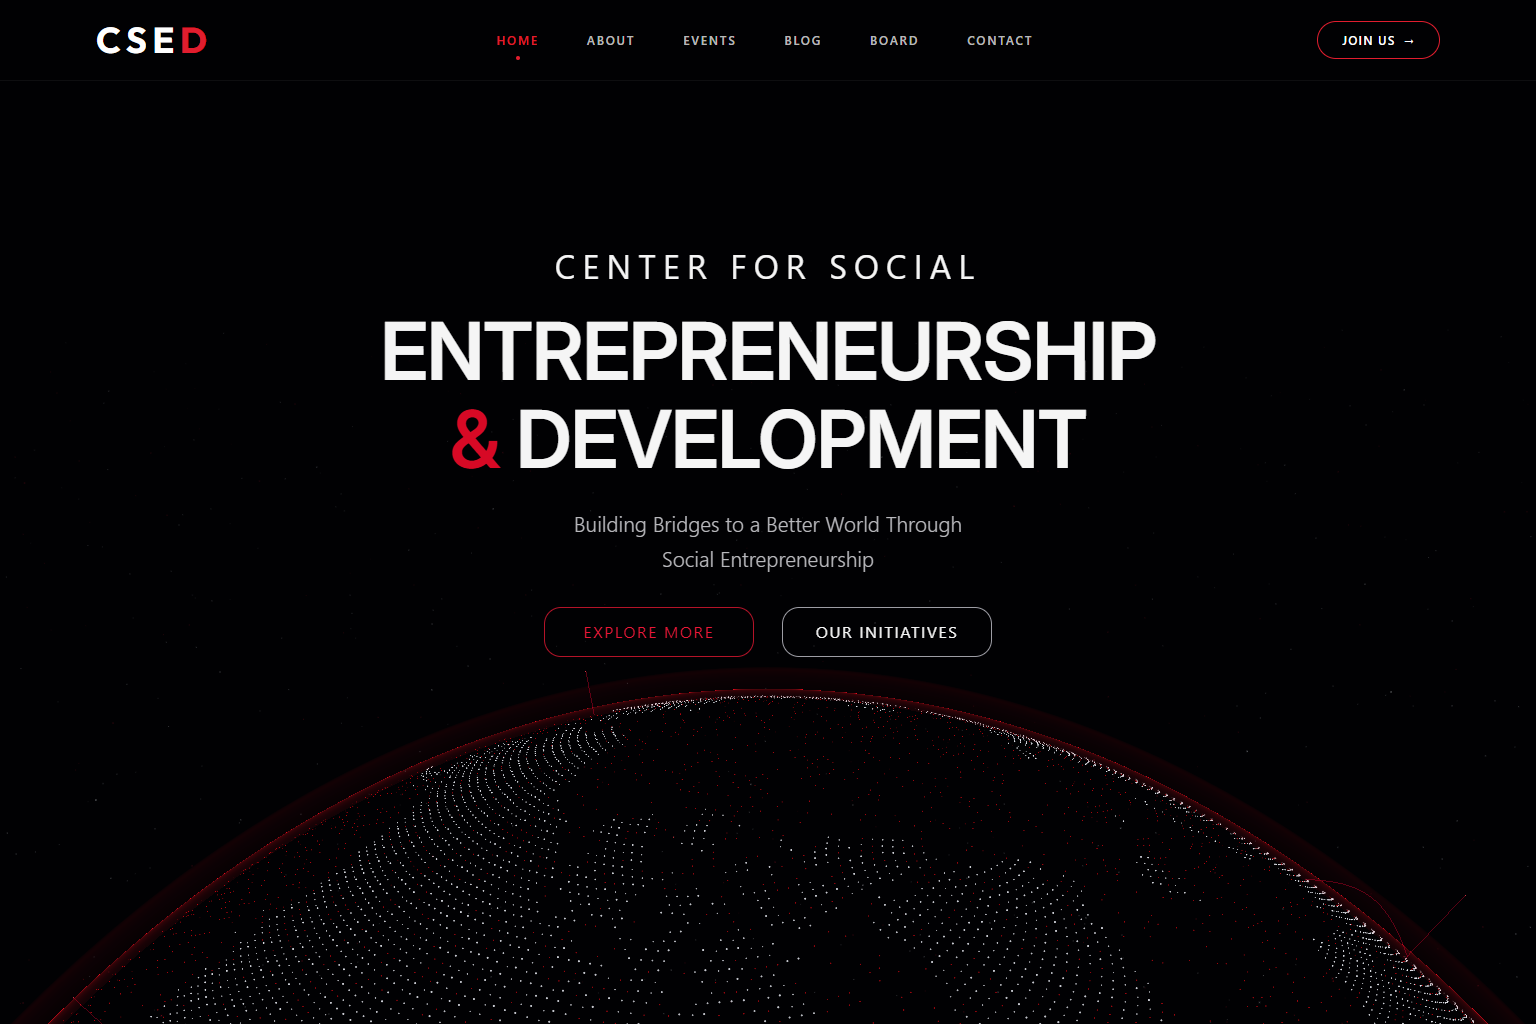 CSED
HOME
ABOUT
EVENTS
BLOG
BOARD
CONTACT
JOIN US →
CENTER FOR SOCIAL
ENTREPRENEURSHIP
& DEVELOPMENT
Building Bridges to a Better World Through
Social Entrepreneurship
EXPLORE MORE
OUR INITIATIVES